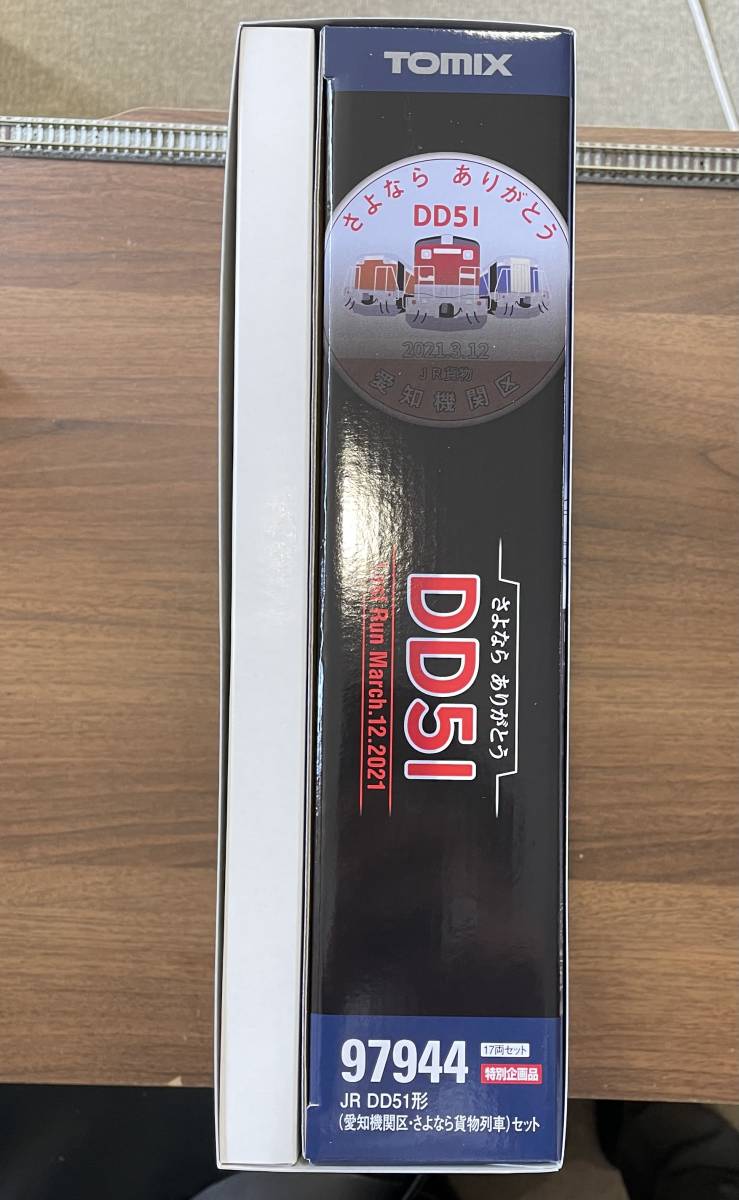 TOMIX
さよなら ありがとう
DD51
2021.3.12
JR貨物
愛知機関区
さよなら ありがとう
DD51
Last Run March.12.2021
97944
17両セット
特別企画品
JR DD51形
(愛知機関区・さよなら貨物列車)セット